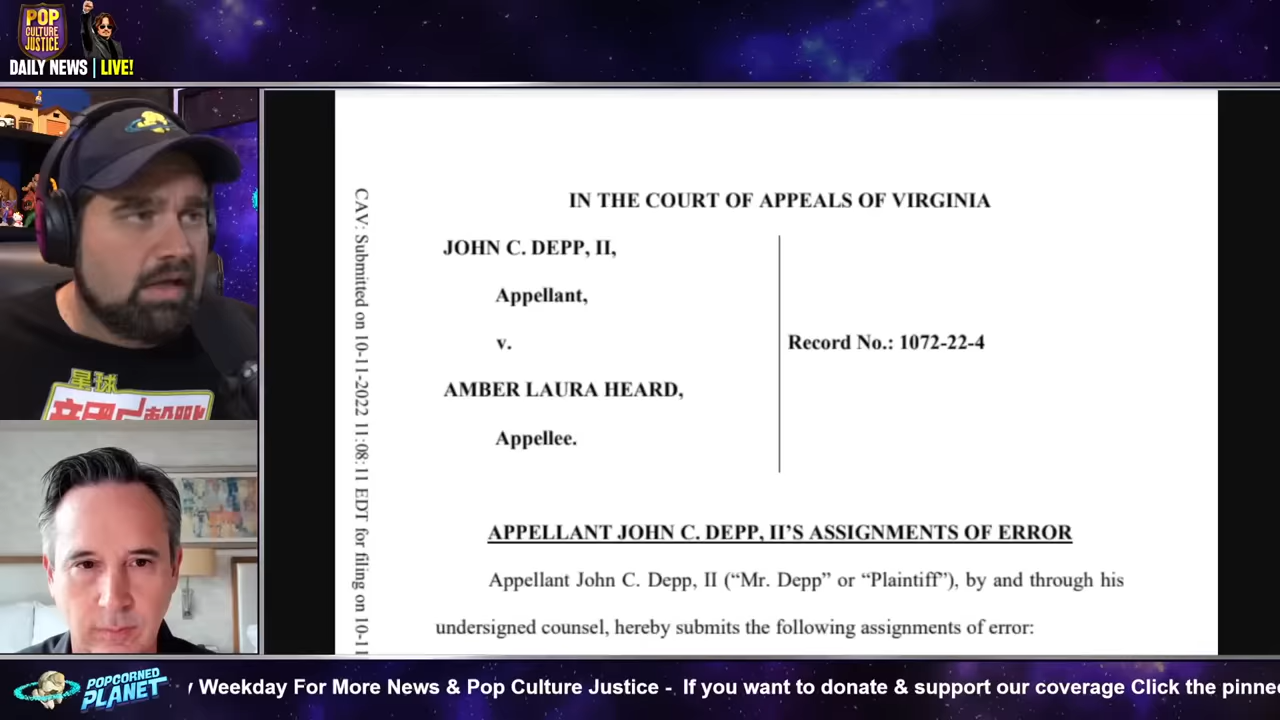 POP
CULTURE
JUSTICE
DAILY NEWS | LIVE!
CAV: Submitted on 10-11-2022 11:08:11 EDT for filing on 10-11
IN THE COURT OF APPEALS OF VIRGINIA
JOHN C. DEPP, II,
Appellant,
v.
Record No.: 1072-22-4
AMBER LAURA HEARD,
Appellee.
APPELLANT JOHN C. DEPP, II’S ASSIGNMENTS OF ERROR
Appellant John C. Depp, II (“Mr. Depp” or “Plaintiff”), by and through his
undersigned counsel, hereby submits the following assignments of error:
星球
POPCORNED
PLANET
y Weekday For More News & Pop Culture Justice - If you want to donate & support our coverage Click the pinne